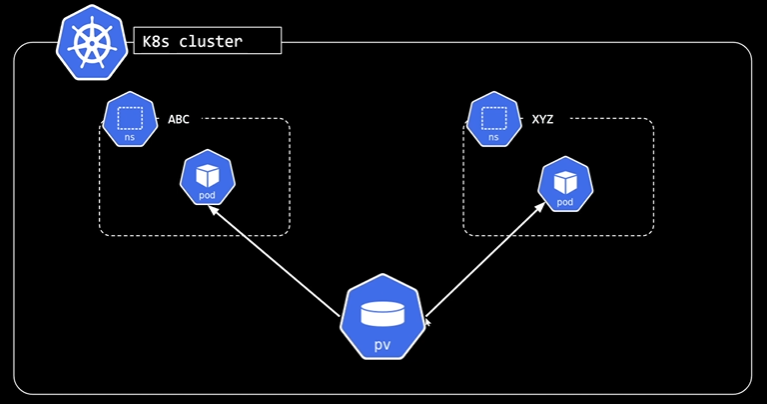 K8s cluster
ns
ABC
ns
XYZ
pod
pod
pv